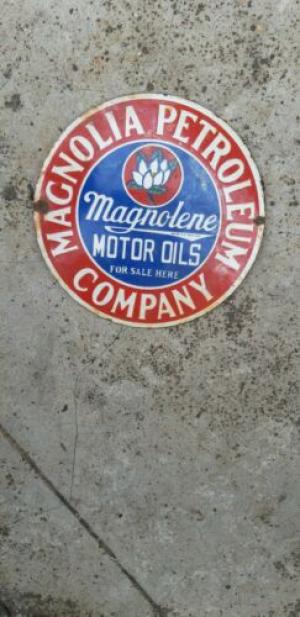 MAGNOLIA PETROLEUM
Magnolene
MOTOR OILS
FOR SALE HERE
COMPANY